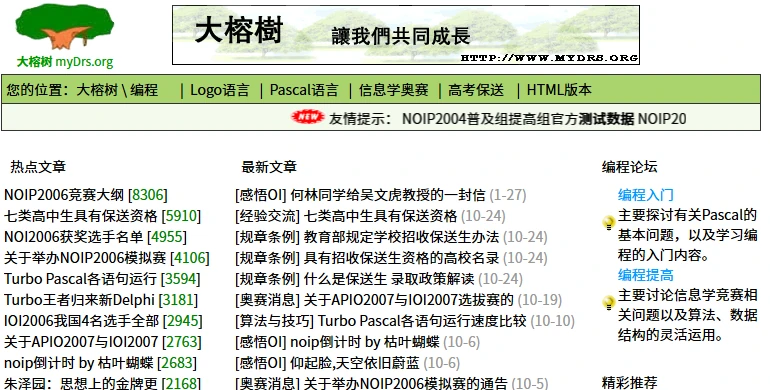 大榕树 myDrs.org
大榕樹 讓我們共同成長
HTTP://WWW.MYDRS.ORG
您的位置：大榕树 \ 编程 | Logo语言 | Pascal语言 | 信息学奥赛 | 高考保送 | HTML版本
NEW 友情提示： NOIP2004普及组提高组官方测试数据 NOIP20
热点文章
NOIP2006竞赛大纲 [8306]
七类高中生具有保送资格 [5910]
NOI2006获奖选手名单 [4955]
关于举办NOIP2006模拟赛 [4106]
Turbo Pascal各语句运行 [3594]
Turbo王者归来新Delphi [3181]
IOI2006我国4名选手全部 [2945]
关于APIO2007与IOI2007 [2763]
noip倒计时 by 枯叶蝴蝶 [2683]
朱泽园：思想上的金牌更 [2168]
最新文章
[感悟OI] 何林同学给吴文虎教授的一封信 (1-27)
[经验交流] 七类高中生具有保送资格 (10-24)
[规章条例] 教育部规定学校招收保送生办法 (10-24)
[规章条例] 具有招收保送生资格的高校名录 (10-24)
[规章条例] 什么是保送生 录取政策解读 (10-24)
[奥赛消息] 关于APIO2007与IOI2007选拔赛的 (10-19)
[算法与技巧] Turbo Pascal各语句运行速度比较 (10-10)
[感悟OI] noip倒计时 by 枯叶蝴蝶 (10-6)
[感悟OI] 仰起脸,天空依旧蔚蓝 (10-6)
[奥赛消息] 关于举办NOIP2006模拟赛的通告 (10-5)
编程论坛
编程入门
主要探讨有关Pascal的
基本问题，以及学习编
程的入门内容。
编程提高
主要讨论信息学竞赛相
关问题以及算法、数据
结构的灵活运用。
精彩推荐